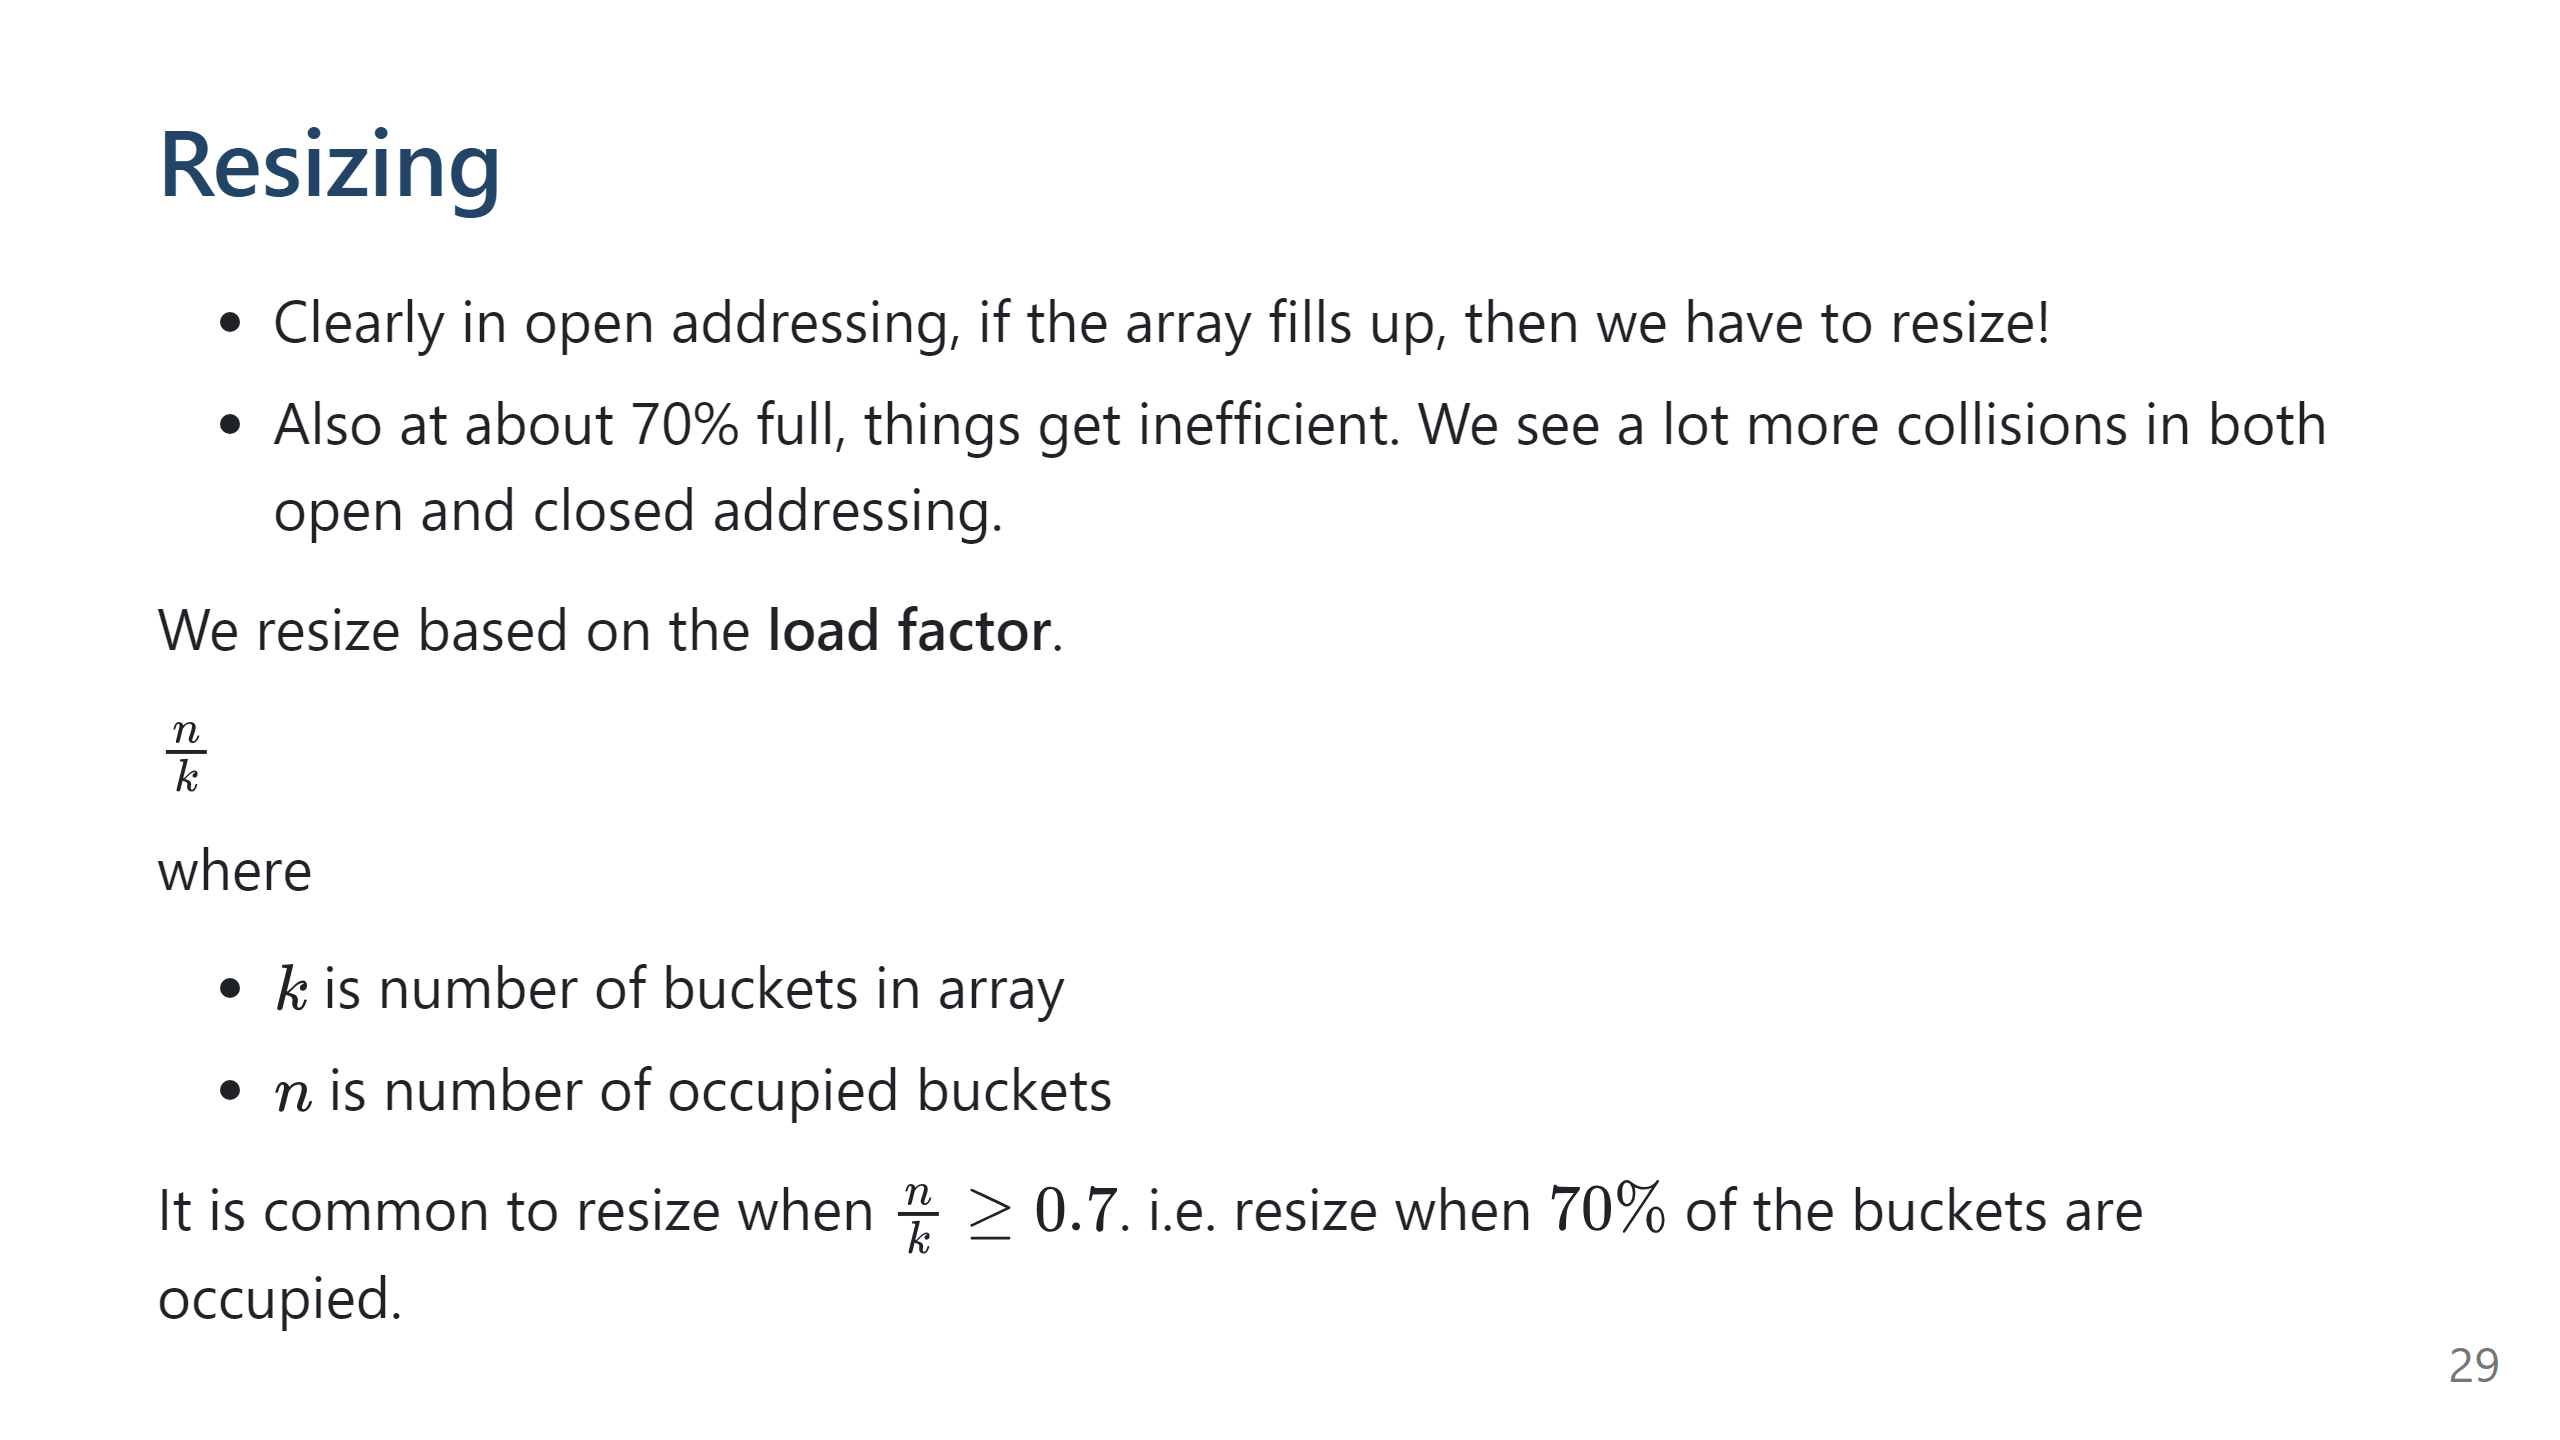 Resizing
• Clearly in open addressing, if the array fills up, then we have to resize!
• Also at about 70% full, things get inefficient. We see a lot more collisions in both
open and closed addressing.
We resize based on the load factor.
n/k
where
• k is number of buckets in array
• n is number of occupied buckets
It is common to resize when n/k ≥ 0.7. i.e. resize when 70% of the buckets are
occupied.
29